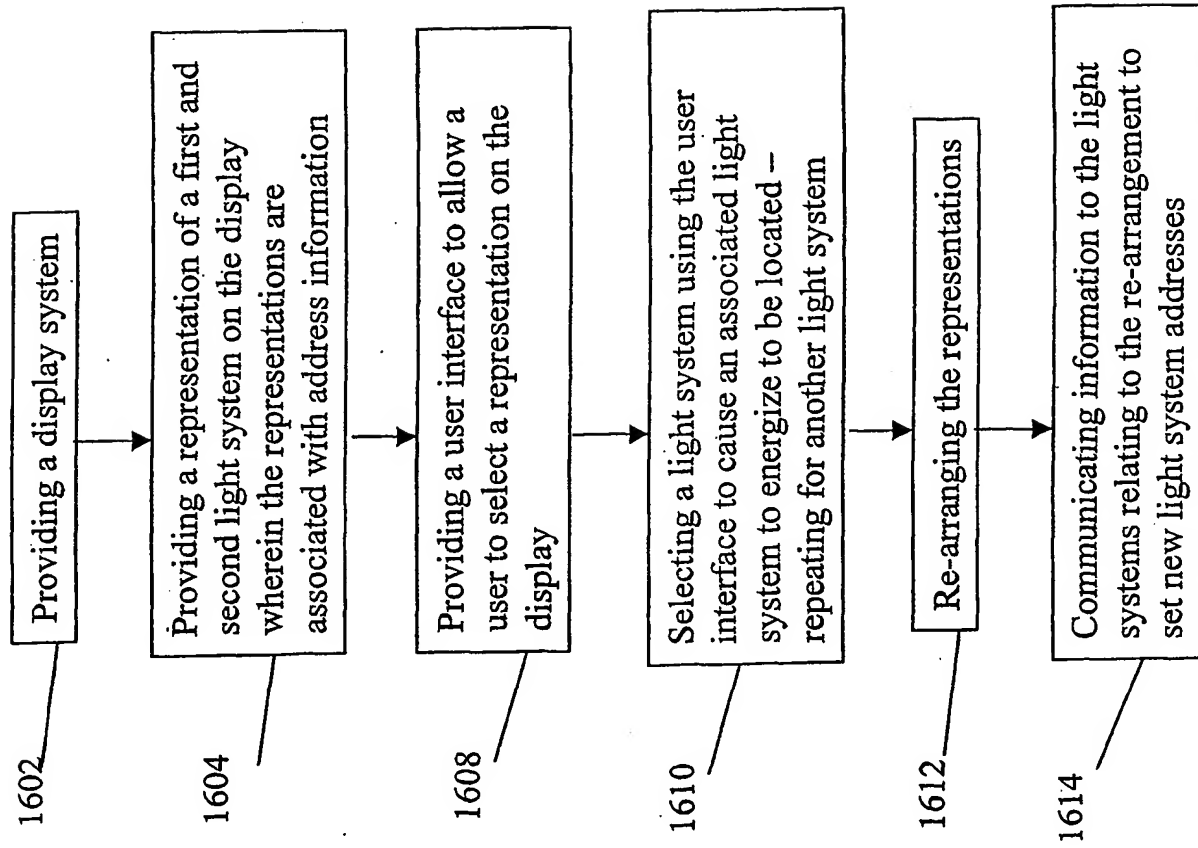 1602
Providing a display system
1604
Providing a representation of a first and
second light system on the display
wherein the representations are
associated with address information
1608
Providing a user interface to allow a
user to select a representation on the
display
1610
Selecting a light system using the user
interface to cause an associated light
system to energize to be located –
repeating for another light system
1612
Re-arranging the representations
1614
Communicating information to the light
systems relating to the re-arrangement to
set new light system addresses